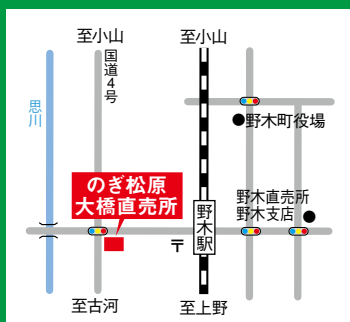 至小山
至小山
国道4号
思川
野木町役場
のぎ松原
大橋直売所
野木直売所
野木支店
野木駅
〒
至古河
至上野